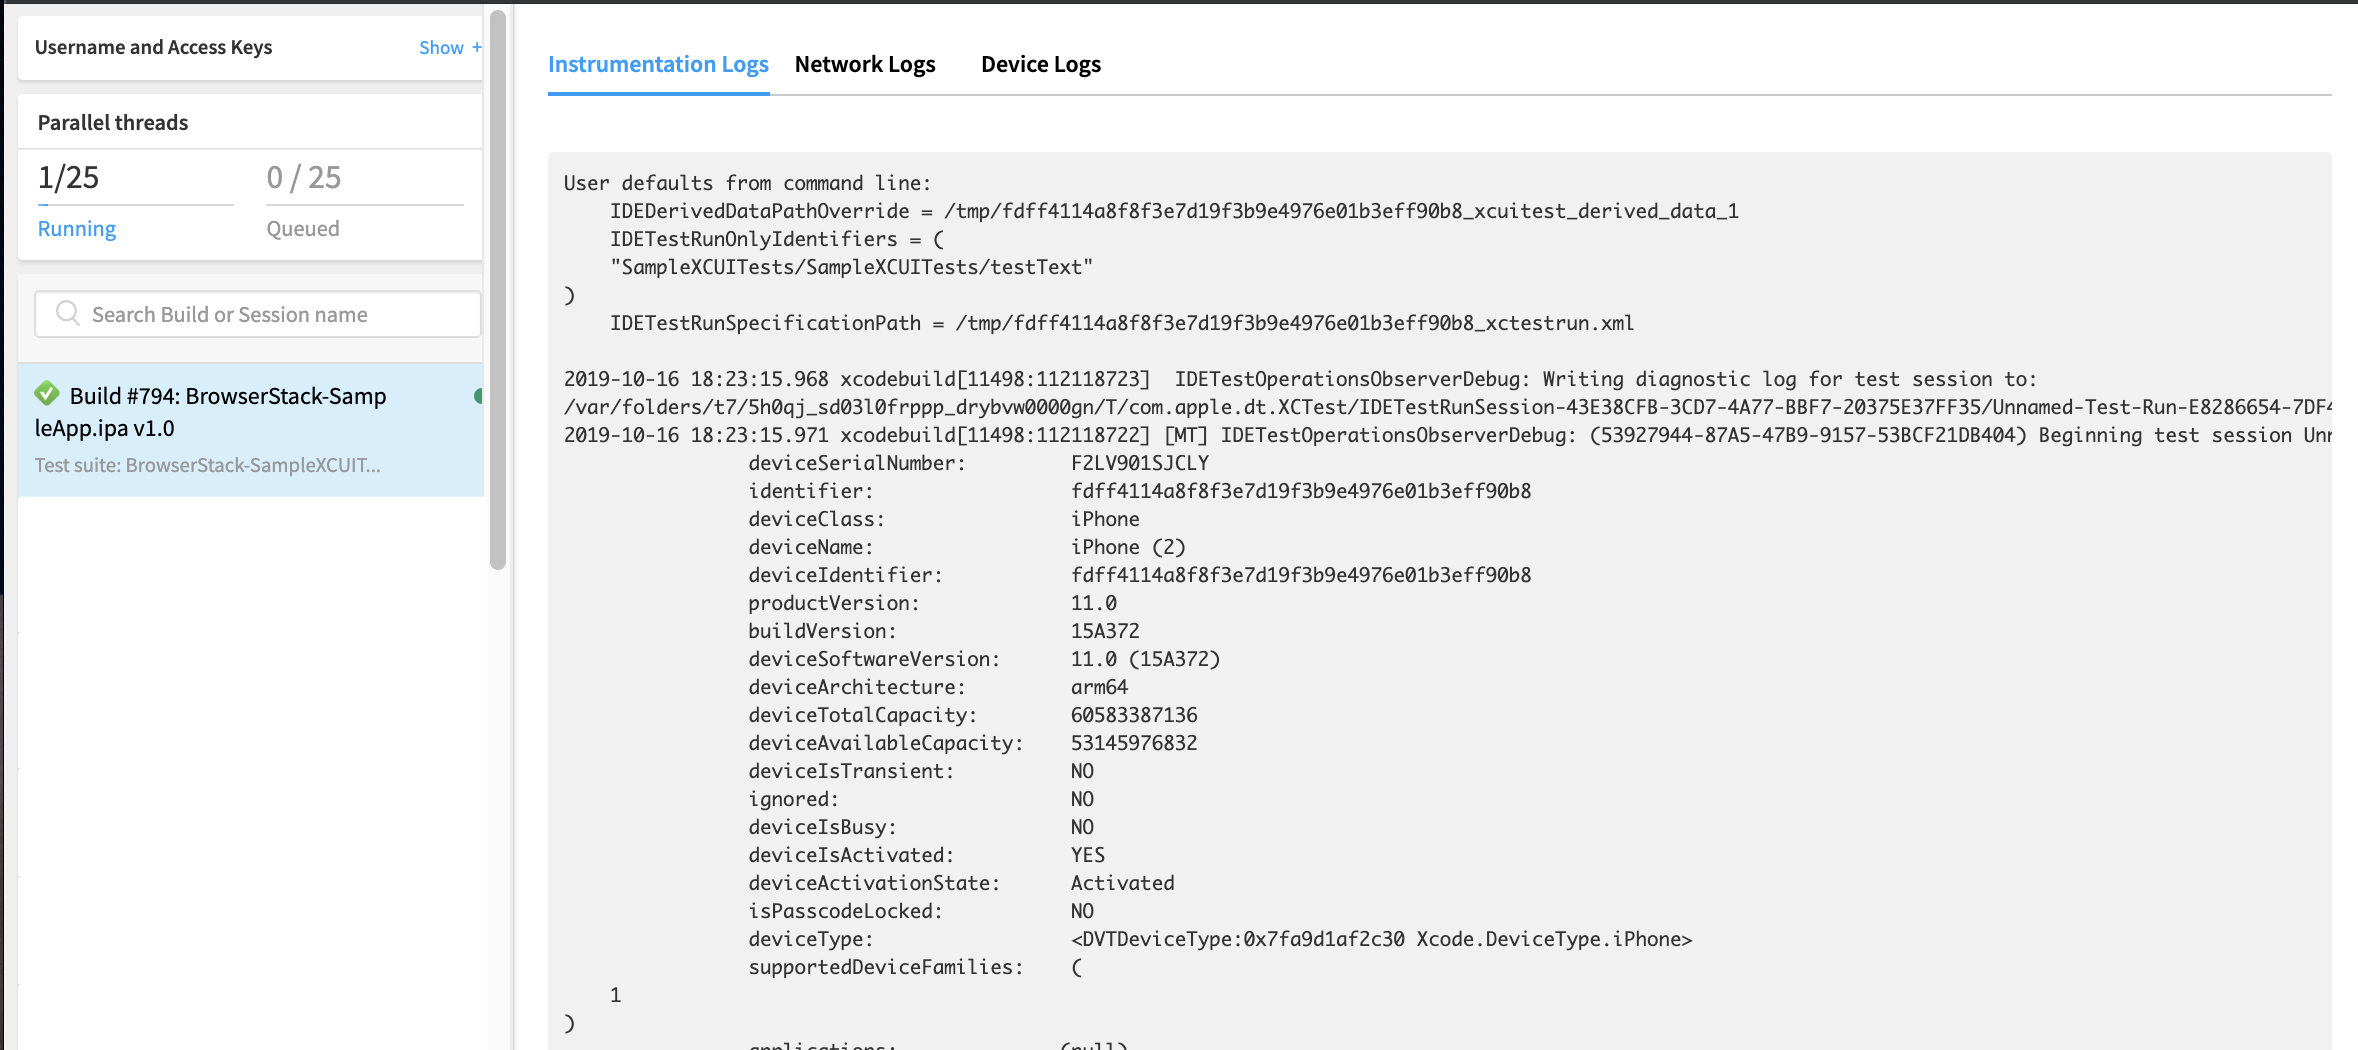 Username and Access Keys
Show +
Parallel threads
1/25
0 / 25
Running
Queued
Search Build or Session name
Build #794: BrowserStack-Samp
leApp.ipa v1.0
Test suite: BrowserStack-SampleXCUIT...
Instrumentation Logs
Network Logs
Device Logs
User defaults from command line:
IDEDerivedDataPathOverride = /tmp/fdff4114a8f8f3e7d19f3b9e4976e01b3eff90b8_xcuitest_derived_data_1
IDETestRunOnlyIdentifiers = (
"SampleXCUITests/SampleXCUITests/testText"
)
IDETestRunSpecificationPath = /tmp/fdff4114a8f8f3e7d19f3b9e4976e01b3eff90b8_xctestrun.xml
2019-10-16 18:23:15.968 xcodebuild[11498:112118723]  IDETestOperationsObserverDebug: Writing diagnostic log for test session to:
/var/folders/t7/5h0qj_sd03l0frppp_drybvw0000gn/T/com.apple.dt.XCTest/IDETestRunSession-43E38CFB-3CD7-4A77-BBF7-20375E37FF35/Unnamed-Test-Run-E8286654-7DF4
2019-10-16 18:23:15.971 xcodebuild[11498:112118722] [MT] IDETestOperationsObserverDebug: (53927944-87A5-47B9-9157-53BCF21DB404) Beginning test session Unn
deviceSerialNumber: F2LV901SJCLY
identifier: fdff4114a8f8f3e7d19f3b9e4976e01b3eff90b8
deviceClass: iPhone
deviceName: iPhone (2)
deviceIdentifier: fdff4114a8f8f3e7d19f3b9e4976e01b3eff90b8
productVersion: 11.0
buildVersion: 15A372
deviceSoftwareVersion: 11.0 (15A372)
deviceArchitecture: arm64
deviceTotalCapacity: 60583387136
deviceAvailableCapacity: 53145976832
deviceIsTransient: NO
ignored: NO
deviceIsBusy: NO
deviceIsActivated: YES
deviceActivationState: Activated
isPasscodeLocked: NO
deviceType: <DVTDeviceType:0x7fa9d1af2c30 Xcode.DeviceType.iPhone>
supportedDeviceFamilies: (
1
)
applications: (null)